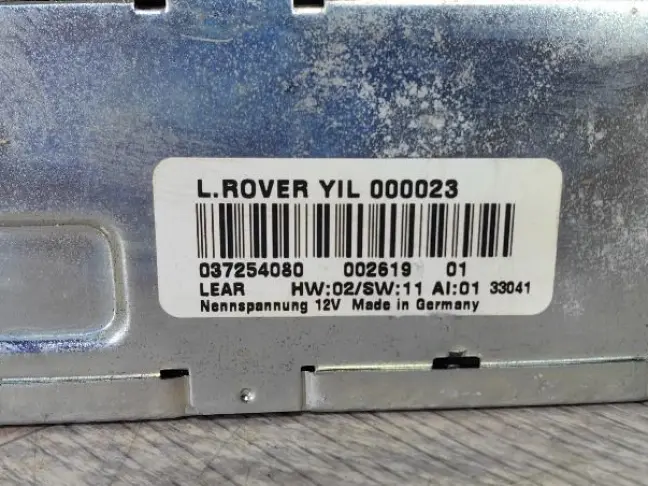 L.ROVER YIL 000023
037254080 002619 01
LEAR HW:02/SW:11 AI:01 33041
Nennspannung 12V Made in Germany